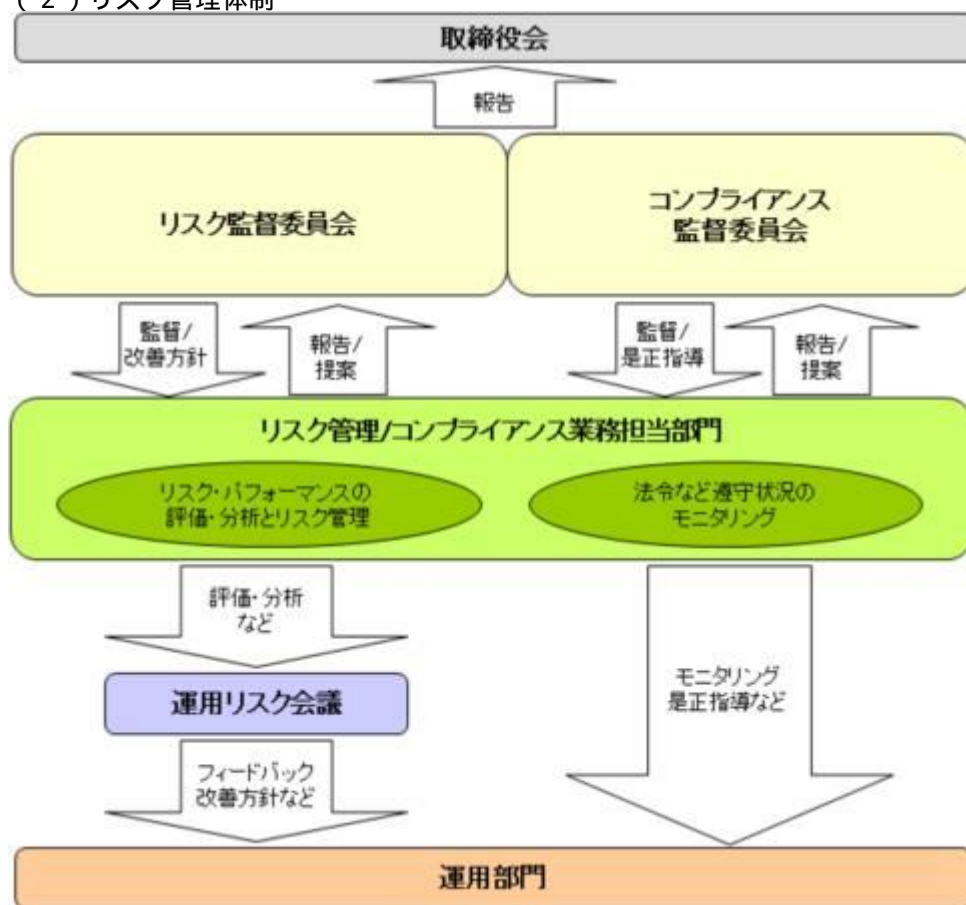 (2)リスク管理体制
取締役会
報告
リスク監督委員会
コンプライアンス
監督委員会
監督/
改善方針
報告/
提案
監督/
是正指導
報告/
提案
リスク管理/コンプライアンス業務担当部門
リスク・パフォーマンスの
評価・分析とリスク管理
法令など遵守状況の
モニタリング
評価・分析
など
運用リスク会議
モニタリング
是正指導など
フィードバック
改善方針など
運用部門